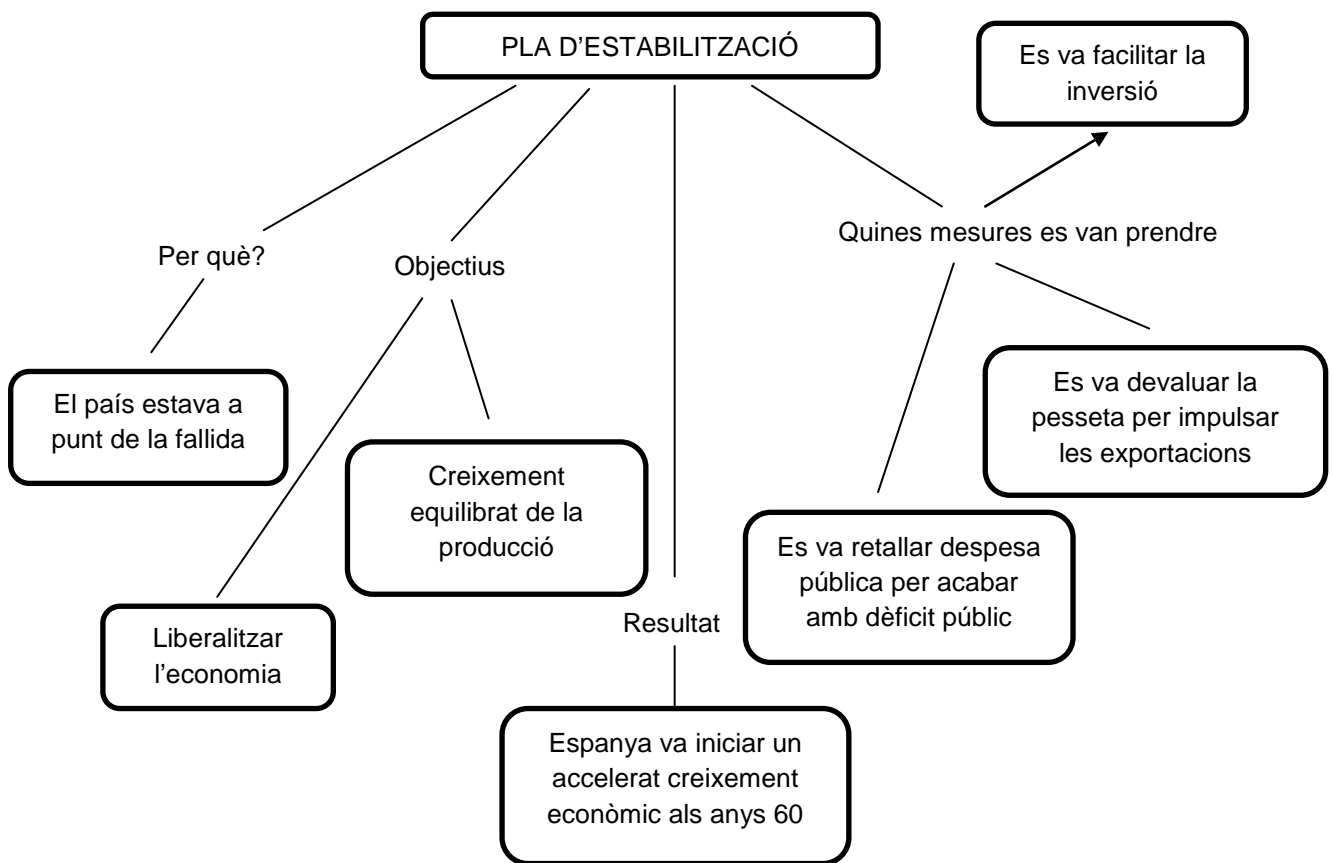 PLA D’ESTABILITZACIÓ
Es va facilitar la
inversió
Per què?
Objectius
Quines mesures es van prendre
El país estava a
punt de la fallida
Creixement
equilibrat de la
producció
Es va devaluar la
pesseta per impulsar
les exportacions
Liberalitzar
l’economia
Resultat
Es va retallar despesa
pública per acabar
amb dèficit públic
Espanya va iniciar un
accelerat creixement
econòmic als anys 60